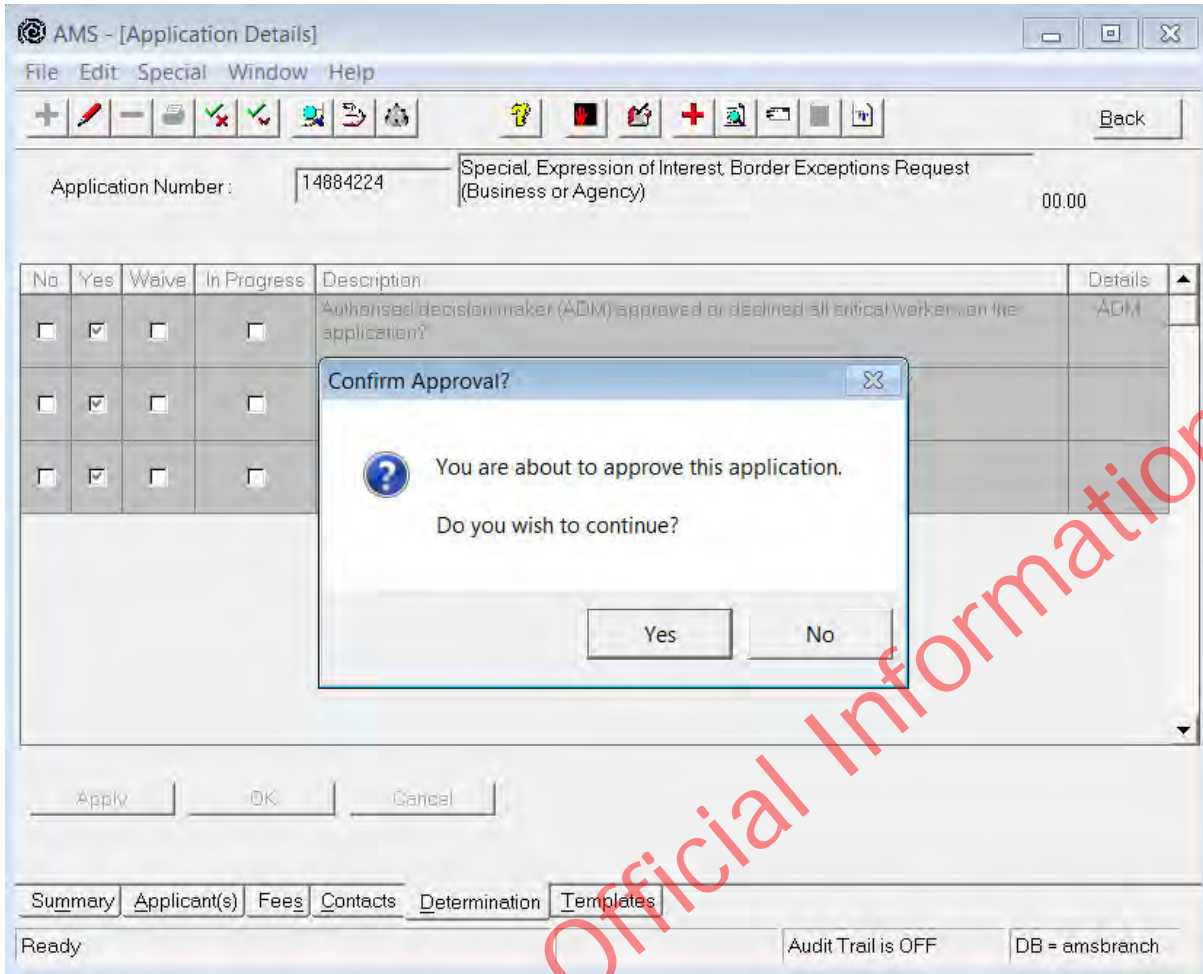 AMS - [Application Details]
File Edit Special Window Help
Back
Application Number :
14884224
Special, Expression of Interest, Border Exceptions Request
(Business or Agency)
00.00
No Yes Waive In Progress Description Details
Authorised decision maker (ADM) approved or declined all critical workers on the
application?
ADM
Confirm Approval?
You are about to approve this application.
Do you wish to continue?
Yes No
Apply OK Cancel
Summary Applicant(s) Fees Contacts Determination Templates
Ready Audit Trail is OFF DB = amsbranch
Official Information